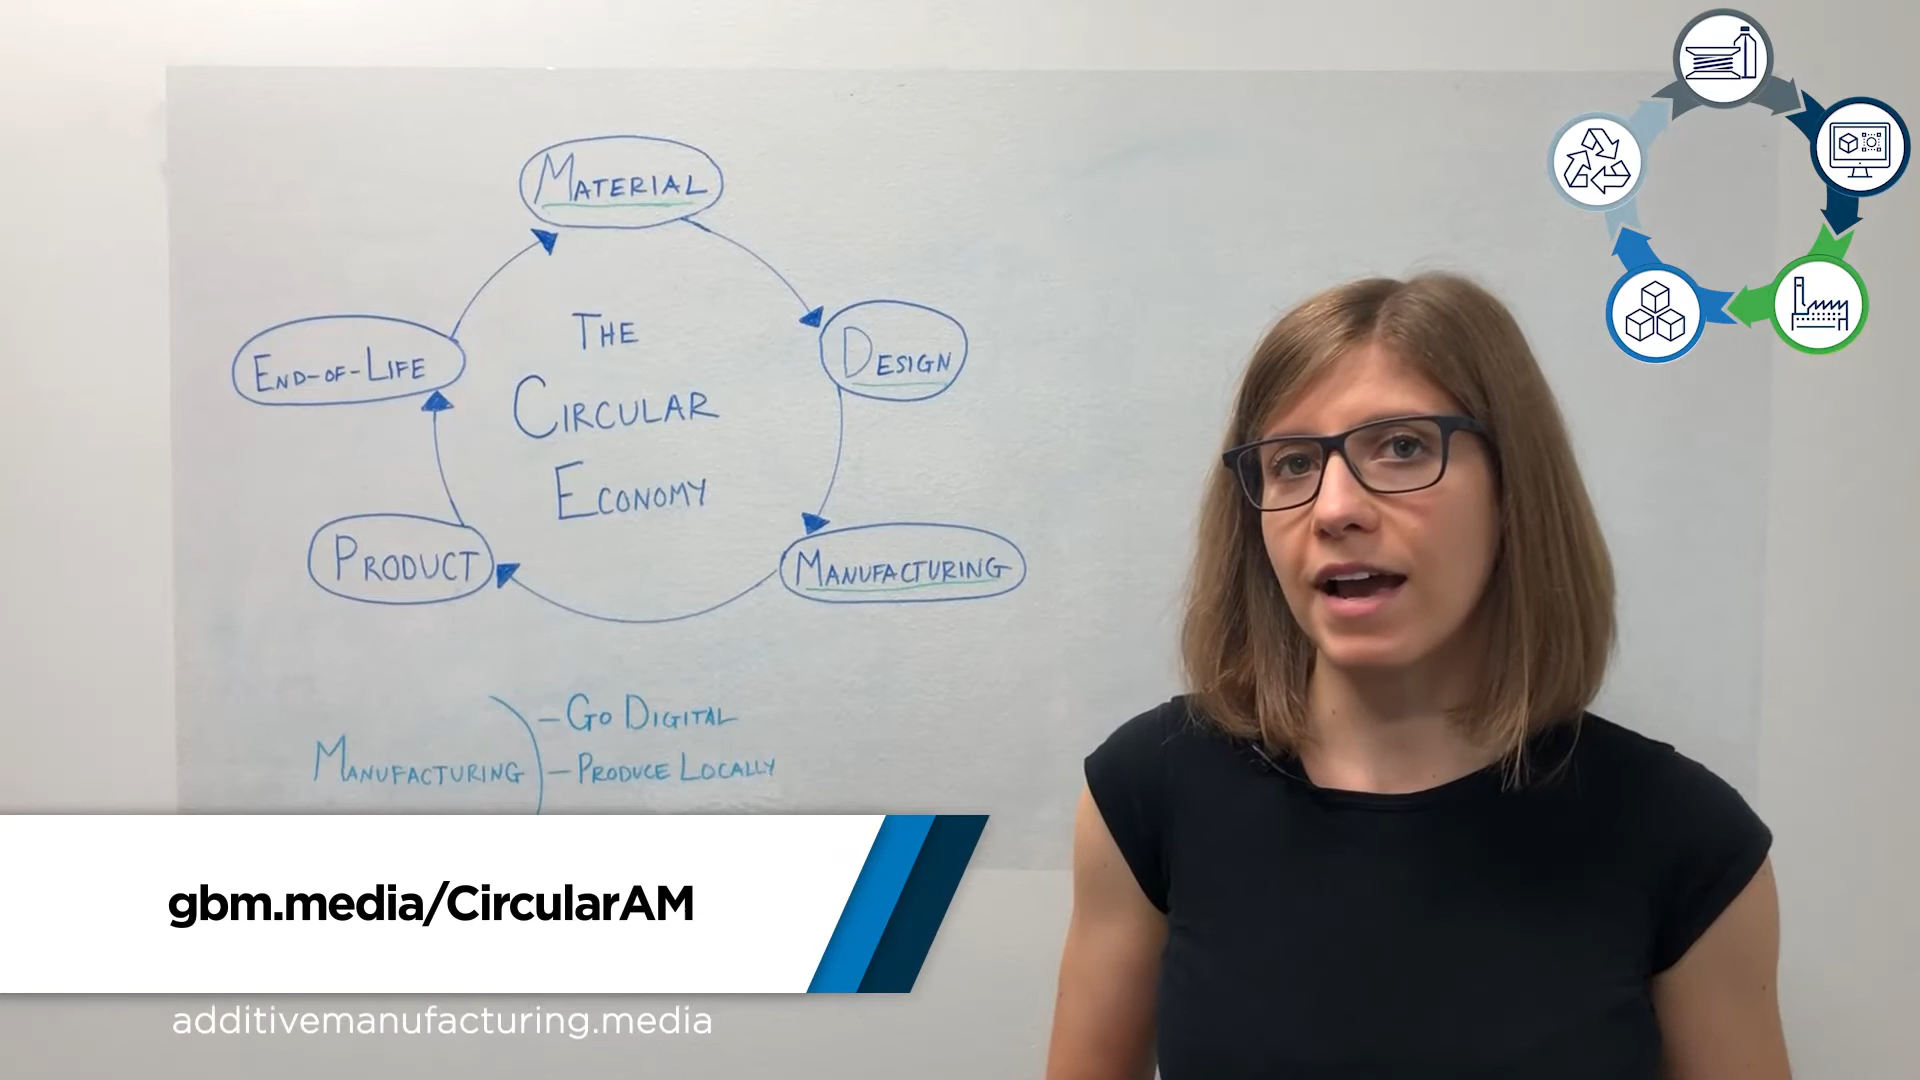 MATERIAL
DESIGN
MANUFACTURING
PRODUCT
END-OF-LIFE
THE
CIRCULAR
ECONOMY
MANUFACTURING
- GO DIGITAL
- PRODUCE LOCALLY
gbm.media/CircularAM
additivemanufacturing.media